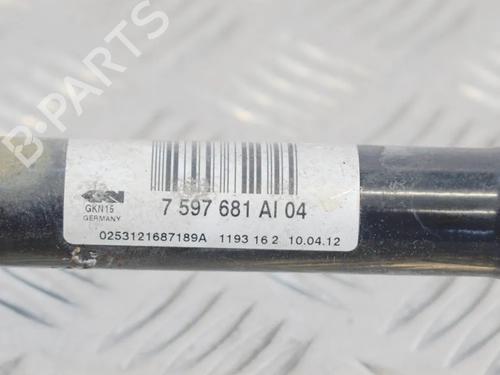 B-PARTS
GKN
GKN15
GERMANY
7 597 681 AI 04
0253121687189A 1193 16 2 10.04.12